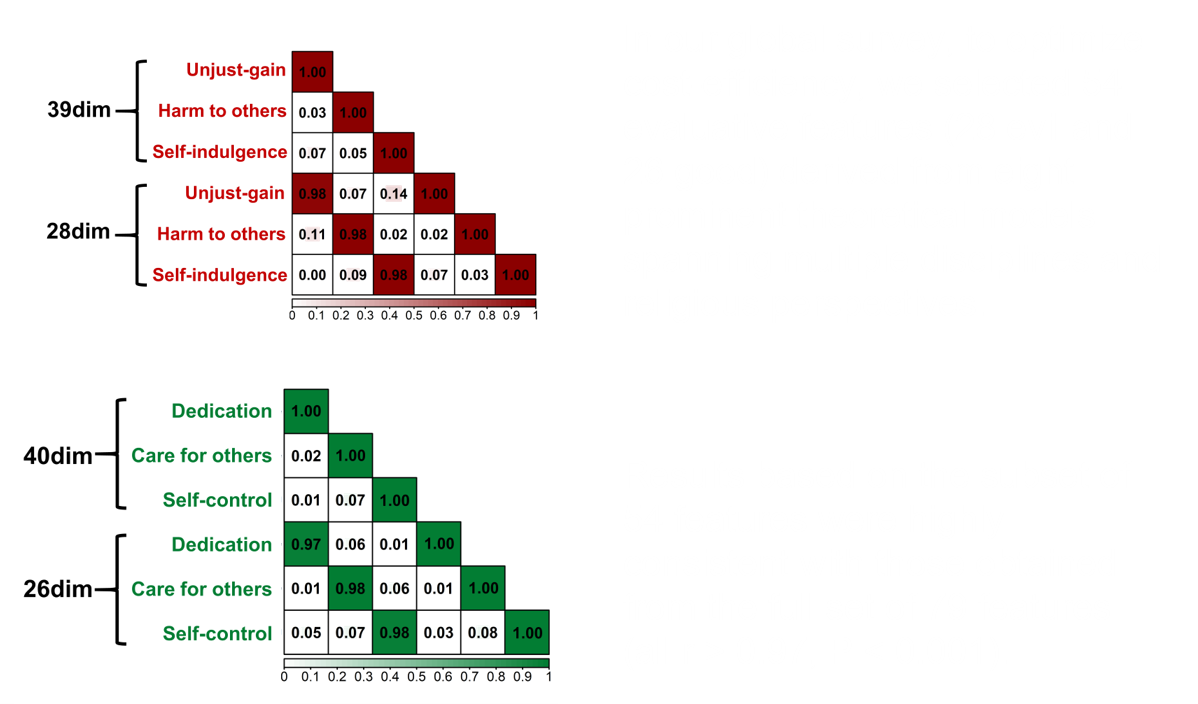 Unjust-gain 1.00
39dim Harm to others 0.03 1.00
Self-indulgence 0.07 0.05 1.00
Unjust-gain 0.98 0.07 0.14 1.00
28dim Harm to others 0.11 0.98 0.02 0.02 1.00
Self-indulgence 0.00 0.09 0.98 0.07 0.03 1.00
0 0.1 0.2 0.3 0.4 0.5 0.6 0.7 0.8 0.9 1
Dedication 1.00
40dim Care for others 0.02 1.00
Self-control 0.01 0.07 1.00
Dedication 0.97 0.06 0.01 1.00
26dim Care for others 0.01 0.98 0.06 0.01 1.00
Self-control 0.05 0.07 0.98 0.03 0.08 1.00
0 0.1 0.2 0.3 0.4 0.5 0.6 0.7 0.8 0.9 1